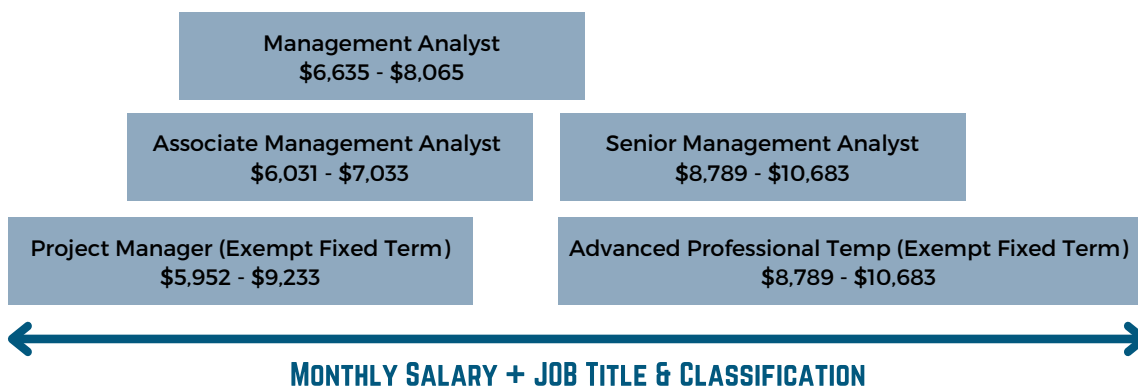 Management Analyst
$6,635 - $8,065
Associate Management Analyst
$6,031 - $7,033
Senior Management Analyst
$8,789 - $10,683
Project Manager (Exempt Fixed Term)
$5,952 - $9,233
Advanced Professional Temp (Exempt Fixed Term)
$8,789 - $10,683
Monthly Salary + JOB Title & Classification